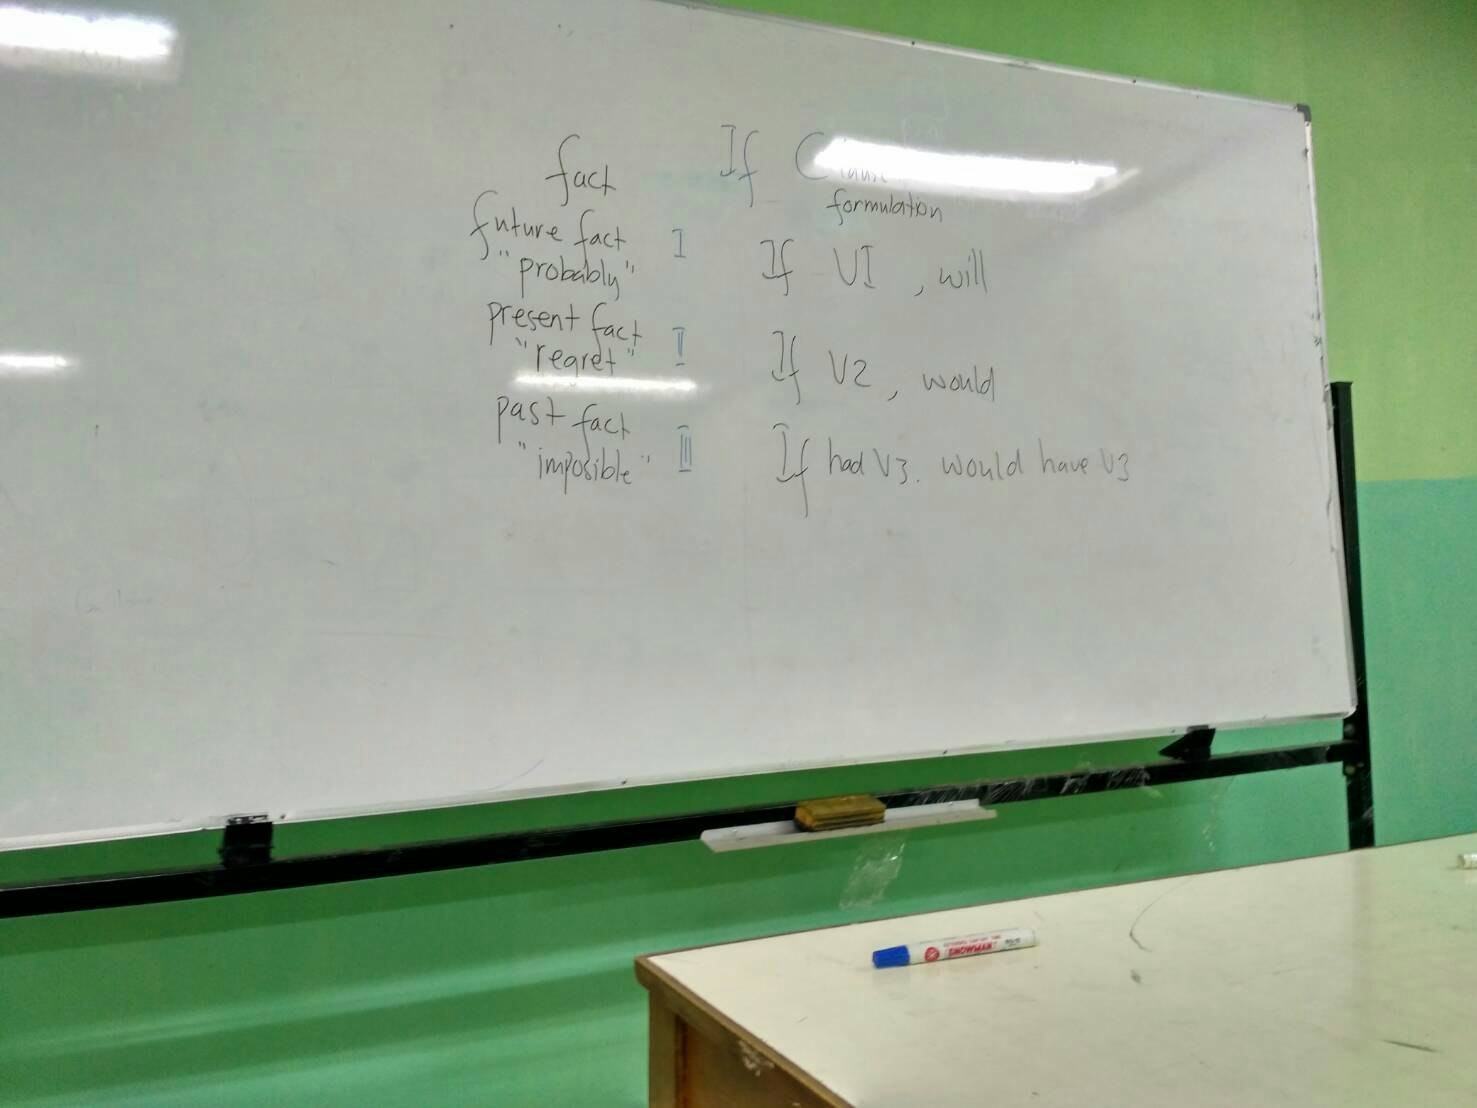 fact If Clause
formulation
future fact I If V1 , will
"probably"
present fact II If V2 , would
"regret"
past fact III If had V3. would have V3
"imposible"
SNOWMAN